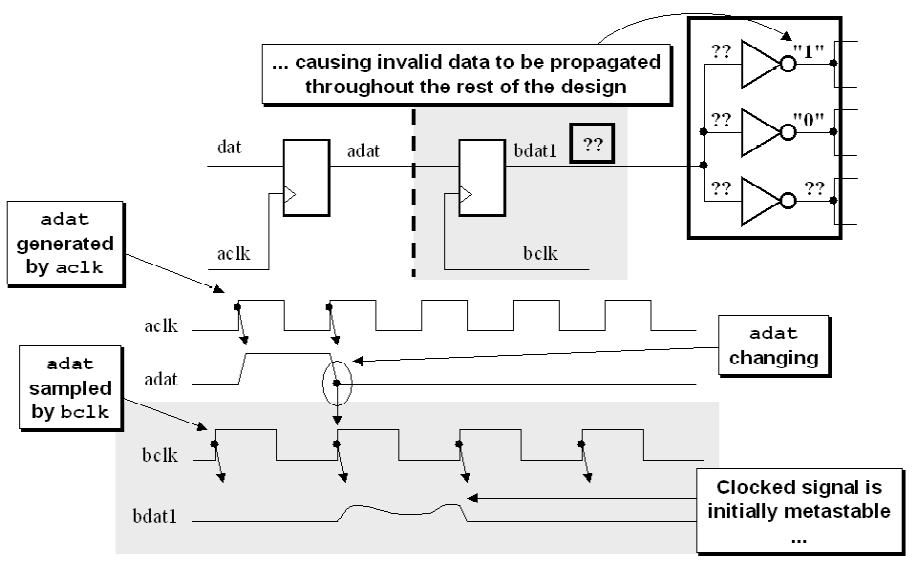 ... causing invalid data to be propagated
throughout the rest of the design
?? "1"
?? "0"
?? ??
dat
adat
bdat1
??
aclk
bclk
adat
generated
by aclk
aclk
adat
changing
adat
adat
sampled
by bclk
bclk
Clocked signal is
initially metastable
...
bdat1